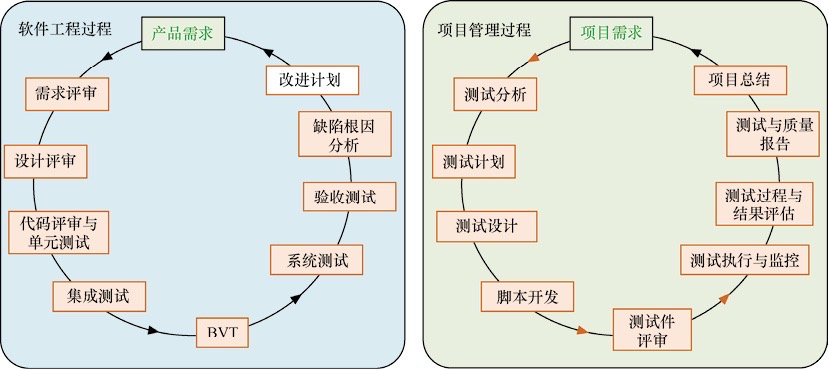 软件工程过程
产品需求
需求评审
设计评审
代码评审与
单元测试
集成测试
BVT
系统测试
验收测试
缺陷根因
分析
改进计划
项目管理过程
项目需求
测试分析
测试计划
测试设计
脚本开发
测试件
评审
测试执行与监控
测试过程与
结果评估
测试与质量
报告
项目总结